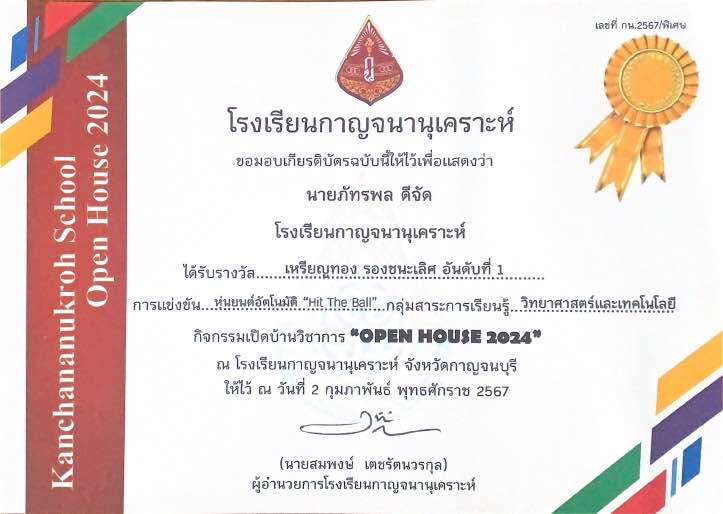 เลขที่ กน.2567/พิเศษ
Kanchananukroh School
Open House 2024
โรงเรียนกาญจนานุเคราะห์
ขอมอบเกียรติบัตรฉบับนี้ให้ไว้เพื่อแสดงว่า
นายภัทรพล ดีจัด
โรงเรียนกาญจนานุเคราะห์
ได้รับรางวัล เหรียญทอง รองชนะเลิศ อันดับที่ 1
การแข่งขัน หุ่นยนต์อัตโนมัติ "Hit The Ball" กลุ่มสาระการเรียนรู้ วิทยาศาสตร์และเทคโนโลยี
กิจกรรมเปิดบ้านวิชาการ "OPEN HOUSE 2024"
ณ โรงเรียนกาญจนานุเคราะห์ จังหวัดกาญจนบุรี
ให้ไว้ ณ วันที่ 2 กุมภาพันธ์ พุทธศักราช 2567
(นายสมพงษ์ เตชรัตนวรกุล)
ผู้อำนวยการโรงเรียนกาญจนานุเคราะห์